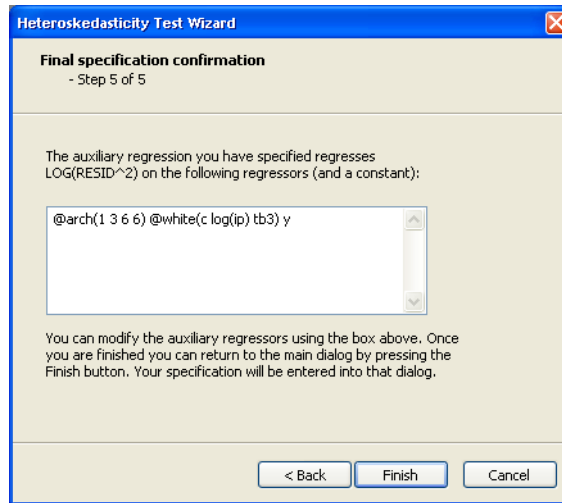 Heteroskedasticity Test Wizard
Final specification confirmation
- Step 5 of 5
The auxiliary regression you have specified regresses
LOG(RESID^2) on the following regressors (and a constant):
@arch(1 3 6 6) @white(c log(ip) tb3) y
You can modify the auxiliary regressors using the box above. Once
you are finished you can return to the main dialog by pressing the
Finish button. Your specification will be entered into that dialog.
< Back
Finish
Cancel